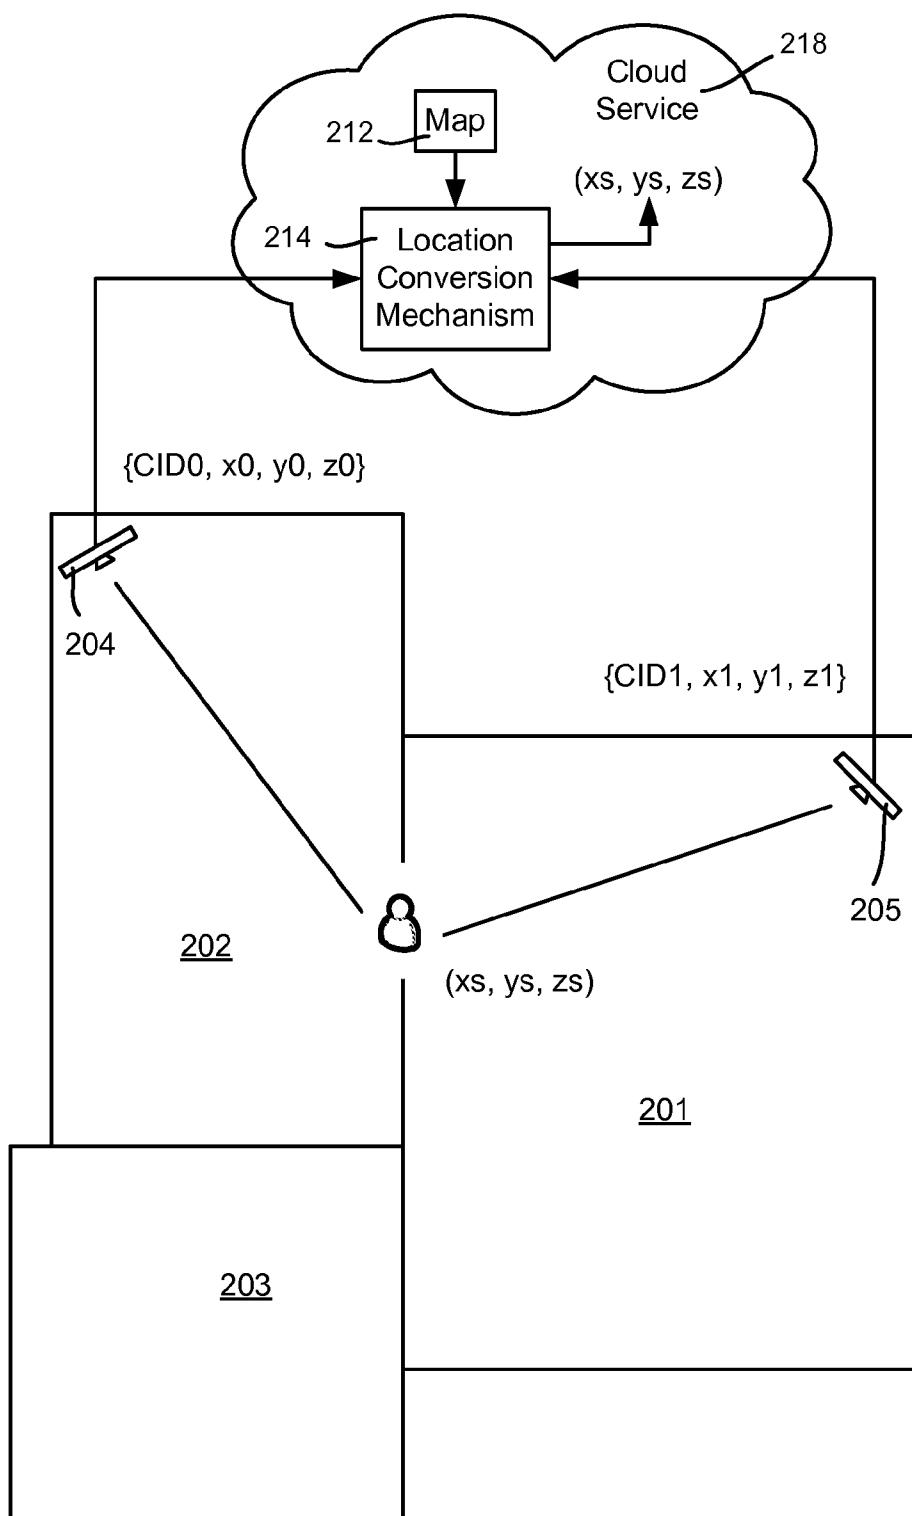 218
Cloud
Service
Map
212
(xs, ys, zs)
214
Location
Conversion
Mechanism
{CID0, x0, y0, z0}
204
{CID1, x1, y1, z1}
205
202
(xs, ys, zs)
201
203